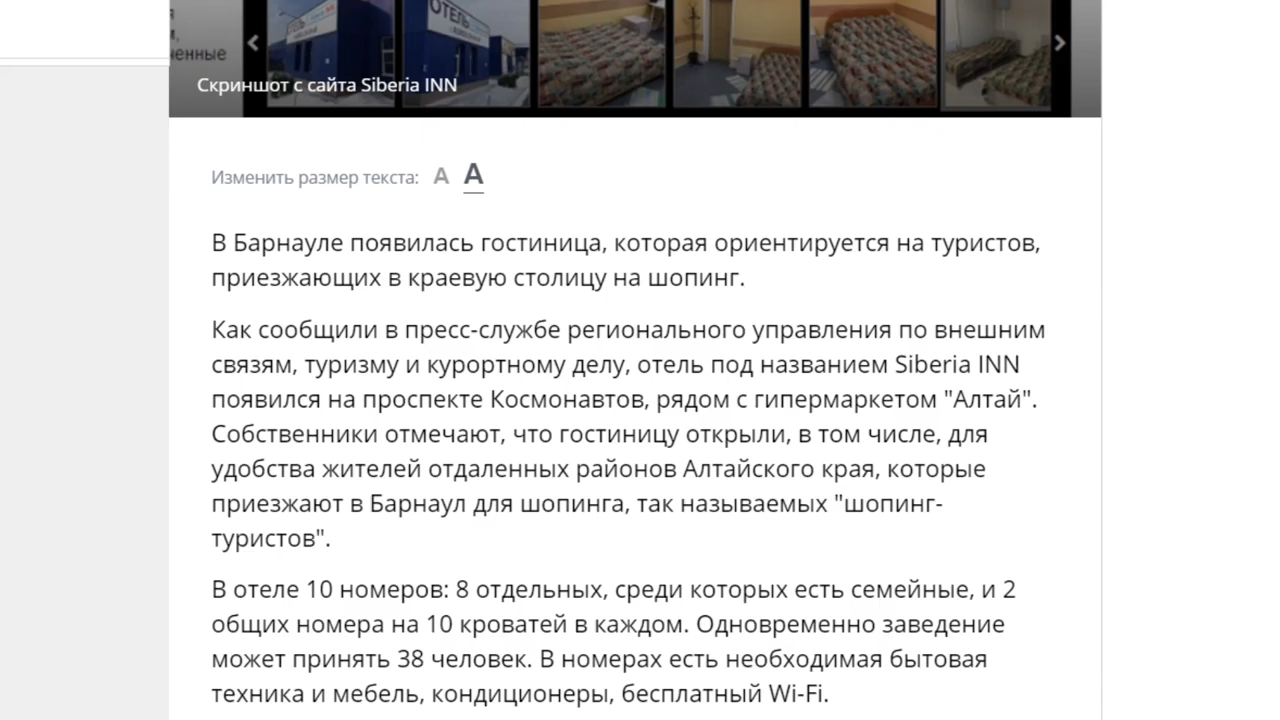 ОТЕЛЬ
ченные
Скриншот с сайта Siberia INN
Изменить размер текста: А А
В Барнауле появилась гостиница, которая ориентируется на туристов,
приезжающих в краевую столицу на шопинг.
Как сообщили в пресс-службе регионального управления по внешним
связям, туризму и курортному делу, отель под названием Siberia INN
появился на проспекте Космонавтов, рядом с гипермаркетом "Алтай".
Собственники отмечают, что гостиницу открыли, в том числе, для
удобства жителей отдаленных районов Алтайского края, которые
приезжают в Барнаул для шопинга, так называемых "шопинг-
туристов".
В отеле 10 номеров: 8 отдельных, среди которых есть семейные, и 2
общих номера на 10 кроватей в каждом. Одновременно заведение
может принять 38 человек. В номерах есть необходимая бытовая
техника и мебель, кондиционеры, бесплатный Wi-Fi.